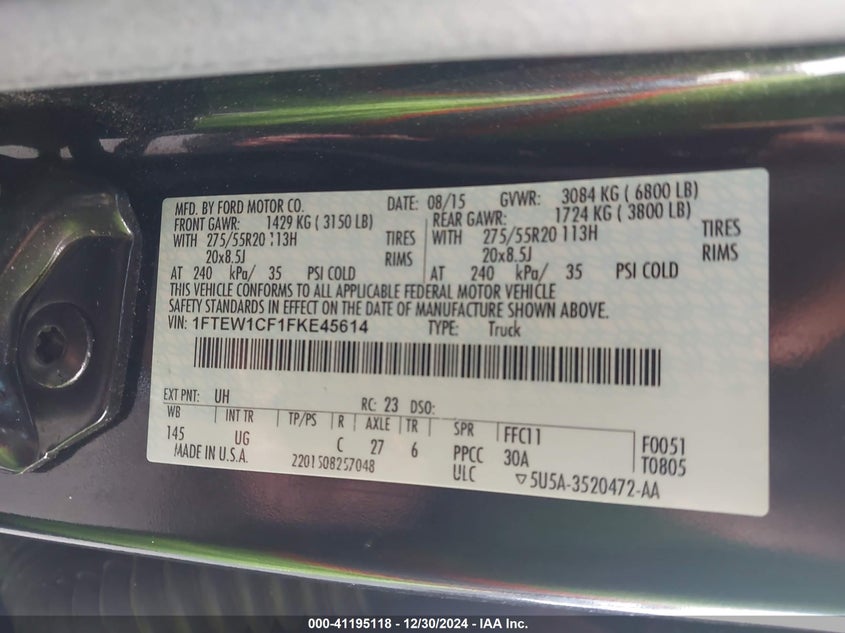 MFD. BY FORD MOTOR CO. DATE: 08/15 GVWR: 3084 KG ( 6800 LB)
FRONT GAWR: 1429 KG ( 3150 LB) REAR GAWR: 1724 KG ( 3800 LB)
WITH 275/55R20 113H TIRES WITH 275/55R20 113H TIRES
20x8.5J RIMS 20x8.5J RIMS
AT 240 kPa/ 35 PSI COLD AT 240 kPa/ 35 PSI COLD
THIS VEHICLE CONFORMS TO ALL APPLICABLE FEDERAL MOTOR VEHICLE
SAFETY STANDARDS IN EFFECT ON THE DATE OF MANUFACTURE SHOWN ABOVE.
VIN: 1FTEW1CF1FKE45614 TYPE: Truck
EXT PNT: UH RC: 23 DSO:
WB INT TR TP/PS R AXLE TR SPR FFC11 F0051
145 UG C 27 6 PPCC 30A T0805
MADE IN U.S.A. 2201508257048 ULC ▽5U5A-3520472-AA
000-41195118 - 12/30/2024 - IAA Inc.